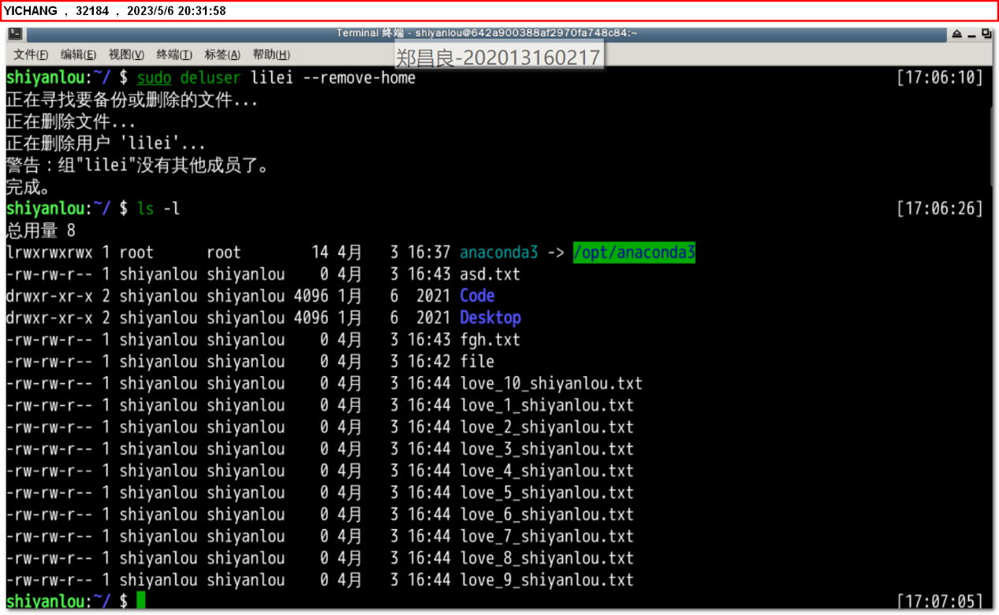 YICHANG , 32184 , 2023/5/6 20:31:58
Terminal 终端 - shiyanlou@642a900388af2970fa748c84:~
文件(F) 编辑(E) 视图(V) 终端(T) 标签(A) 帮助(H)
郑昌良-202013160217
shiyanlou:~/ $ sudo deluser lilei --remove-home [17:06:10]
正在寻找要备份或删除的文件...
正在删除文件...
正在删除用户 'lilei'...
警告：组"lilei"没有其他成员了。
完成。
shiyanlou:~/ $ ls -l [17:06:26]
总用量 8
lrwxrwxrwx 1 root root 14 4月 3 16:37 anaconda3 -> /opt/anaconda3
-rw-rw-r-- 1 shiyanlou shiyanlou 0 4月 3 16:43 asd.txt
drwxr-xr-x 2 shiyanlou shiyanlou 4096 1月 6 2021 Code
drwxr-xr-x 2 shiyanlou shiyanlou 4096 1月 6 2021 Desktop
-rw-rw-r-- 1 shiyanlou shiyanlou 0 4月 3 16:43 fgh.txt
-rw-rw-r-- 1 shiyanlou shiyanlou 0 4月 3 16:42 file
-rw-rw-r-- 1 shiyanlou shiyanlou 0 4月 3 16:44 love_10_shiyanlou.txt
-rw-rw-r-- 1 shiyanlou shiyanlou 0 4月 3 16:44 love_1_shiyanlou.txt
-rw-rw-r-- 1 shiyanlou shiyanlou 0 4月 3 16:44 love_2_shiyanlou.txt
-rw-rw-r-- 1 shiyanlou shiyanlou 0 4月 3 16:44 love_3_shiyanlou.txt
-rw-rw-r-- 1 shiyanlou shiyanlou 0 4月 3 16:44 love_4_shiyanlou.txt
-rw-rw-r-- 1 shiyanlou shiyanlou 0 4月 3 16:44 love_5_shiyanlou.txt
-rw-rw-r-- 1 shiyanlou shiyanlou 0 4月 3 16:44 love_6_shiyanlou.txt
-rw-rw-r-- 1 shiyanlou shiyanlou 0 4月 3 16:44 love_7_shiyanlou.txt
-rw-rw-r-- 1 shiyanlou shiyanlou 0 4月 3 16:44 love_8_shiyanlou.txt
-rw-rw-r-- 1 shiyanlou shiyanlou 0 4月 3 16:44 love_9_shiyanlou.txt
shiyanlou:~/ $ [17:07:05]